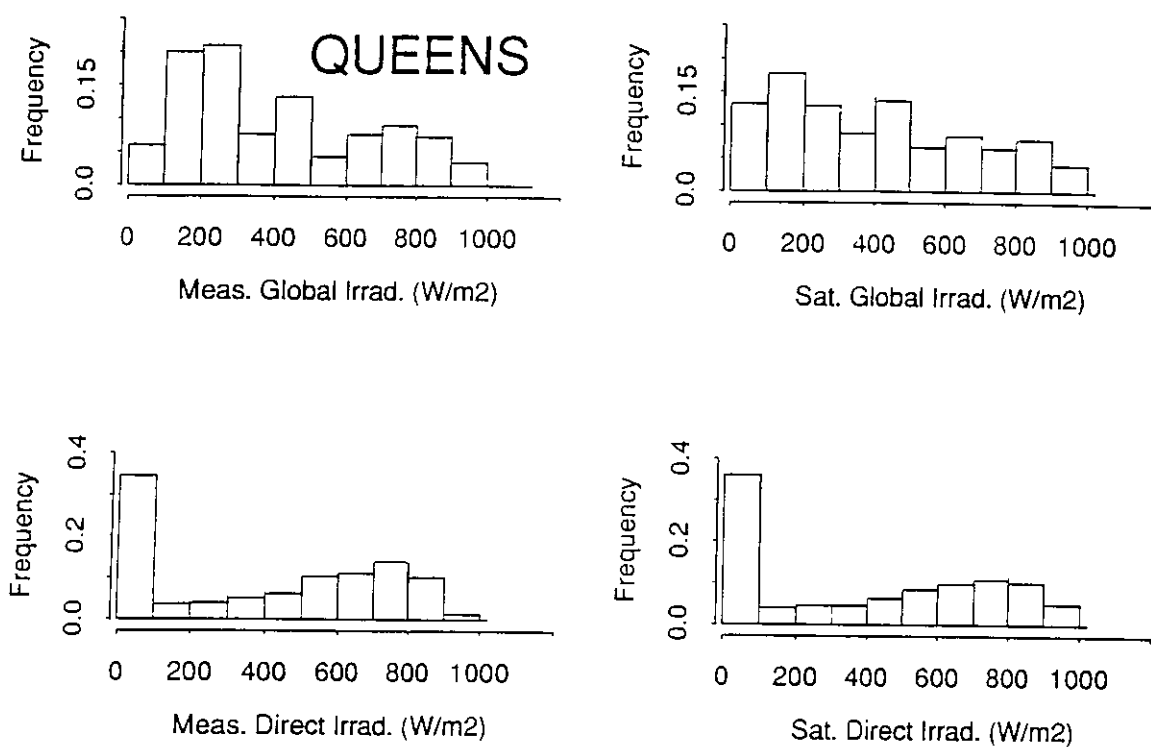 QUEENS
Frequency
0.0 0.15
0 200 400 600 800 1000
Meas. Global Irrad. (W/m2)
Frequency
0.0 0.15
0 200 400 600 800 1000
Sat. Global Irrad. (W/m2)
Frequency
0.0 0.2 0.4
0 200 400 600 800 1000
Meas. Direct Irrad. (W/m2)
Frequency
0.0 0.2 0.4
0 200 400 600 800 1000
Sat. Direct Irrad. (W/m2)